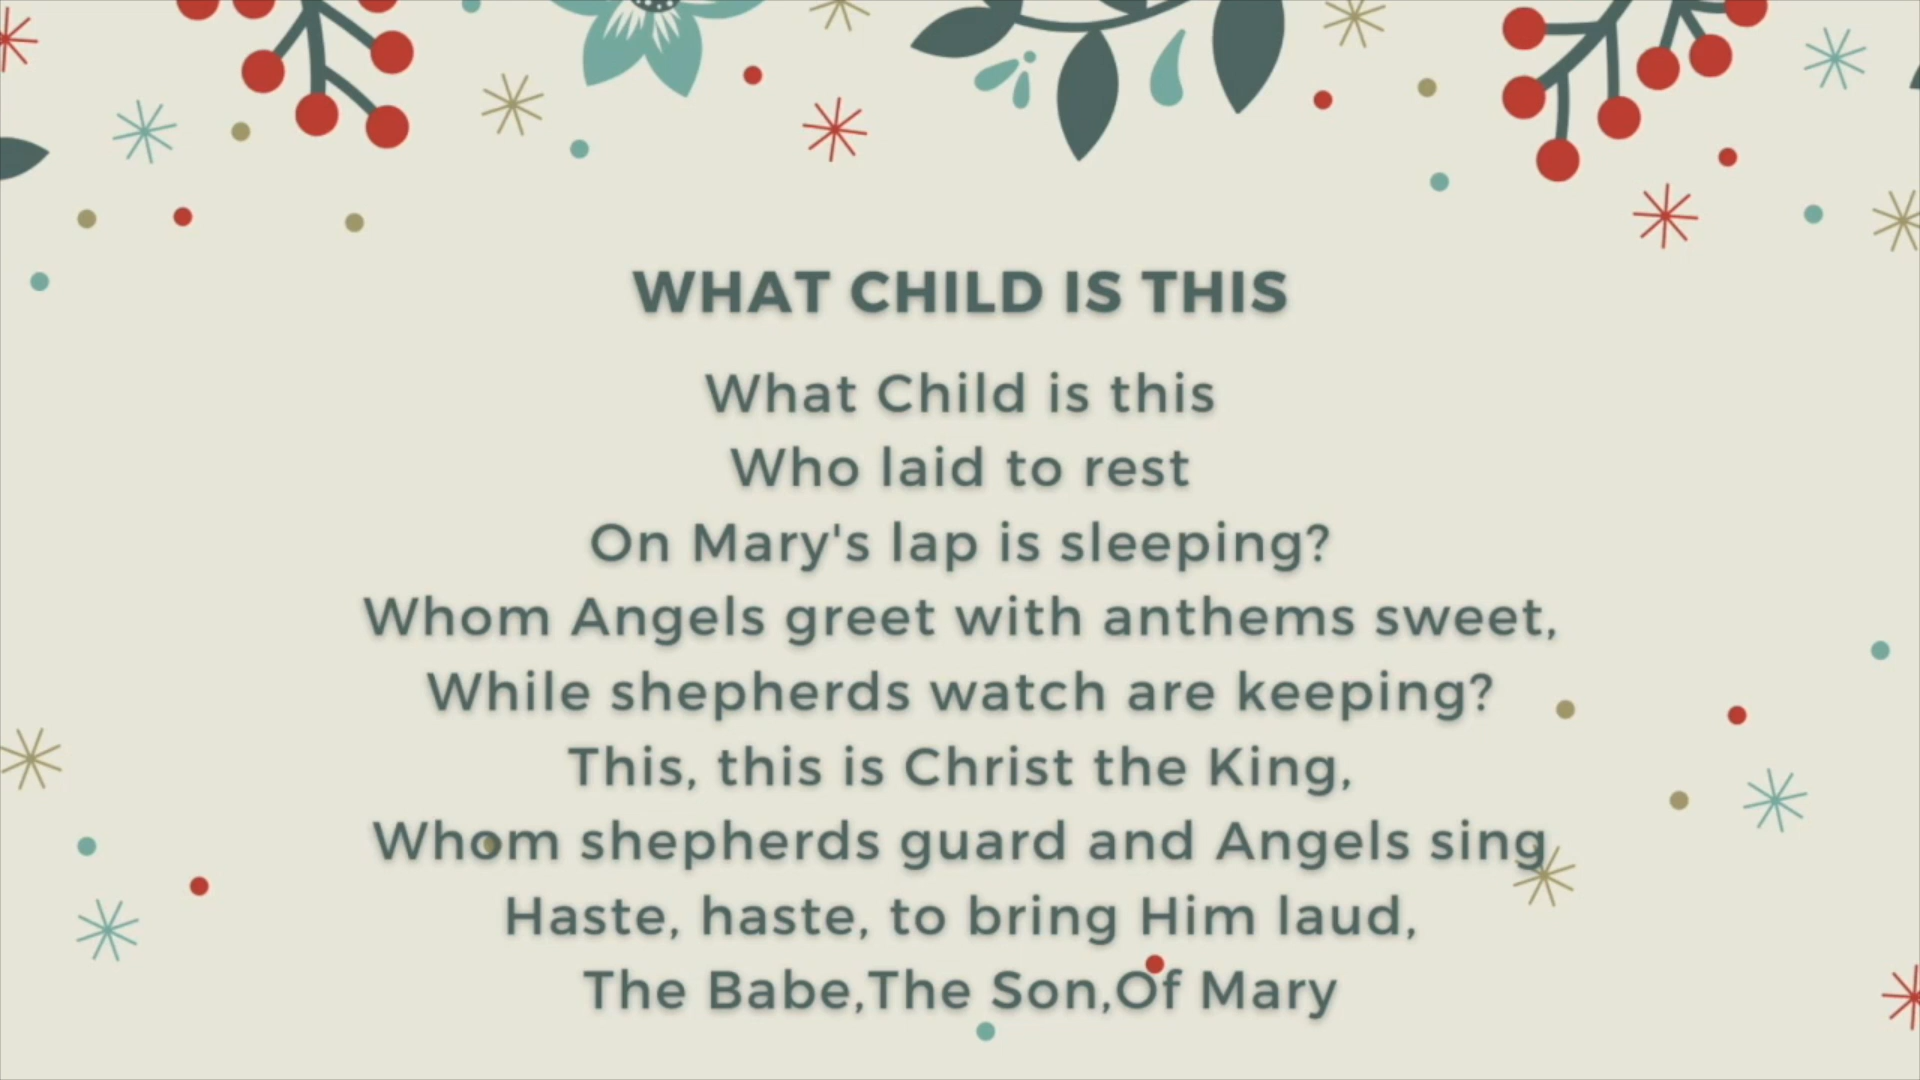 WHAT CHILD IS THIS
What Child is this
Who laid to rest
On Mary's lap is sleeping?
Whom Angels greet with anthems sweet,
While shepherds watch are keeping?
This, this is Christ the King,
Whom shepherds guard and Angels sing
Haste, haste, to bring Him laud,
The Babe,The Son,Of Mary